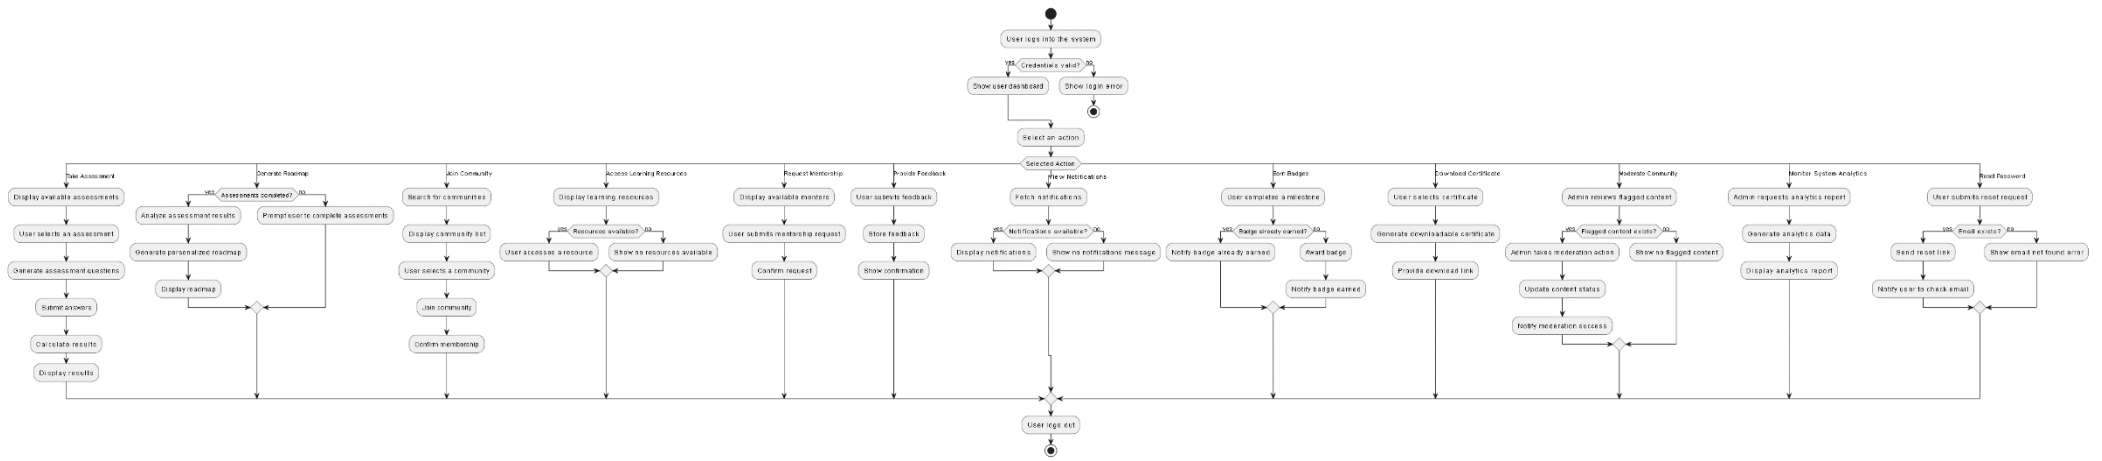 User logs into the system
Credentials valid?
yes
no
Show user dashboard
Show login error
Select an action
Selected Action
Take Assessment
Display available assessments
User selects an assessment
Generate assessment questions
Submit answers
Calculate results
Display results
Generate Roadmap
Assessments completed?
yes
no
Analyze assessment results
Prompt user to complete assessments
Generate personalized roadmap
Display roadmap
Join Community
Search for communities
Display community list
User selects a community
Join community
Confirm membership
Access Learning Resources
Display learning resources
Resources available?
yes
no
User accesses a resource
Show no resources available
Request Mentorship
Display available mentors
User submits mentorship request
Confirm request
Provide Feedback
User submits feedback
Store feedback
Show confirmation
View Notifications
Fetch notifications
Notifications available?
yes
no
Display notifications
Show no notifications message
Earn Badges
User completes a milestone
Badge already earned?
yes
no
Notify badge already earned
Award badge
Notify badge earned
Download Certificate
User selects certificate
Generate downloadable certificate
Provide download link
Moderate Community
Admin reviews flagged content
Flagged content exists?
yes
no
Admin takes moderation action
Show no flagged content
Update content status
Notify moderation success
Monitor System Analytics
Admin requests analytics report
Generate analytics data
Display analytics report
Reset Password
User submits reset request
Email exists?
yes
no
Send reset link
Show email not found error
Notify user to check email
User logs out